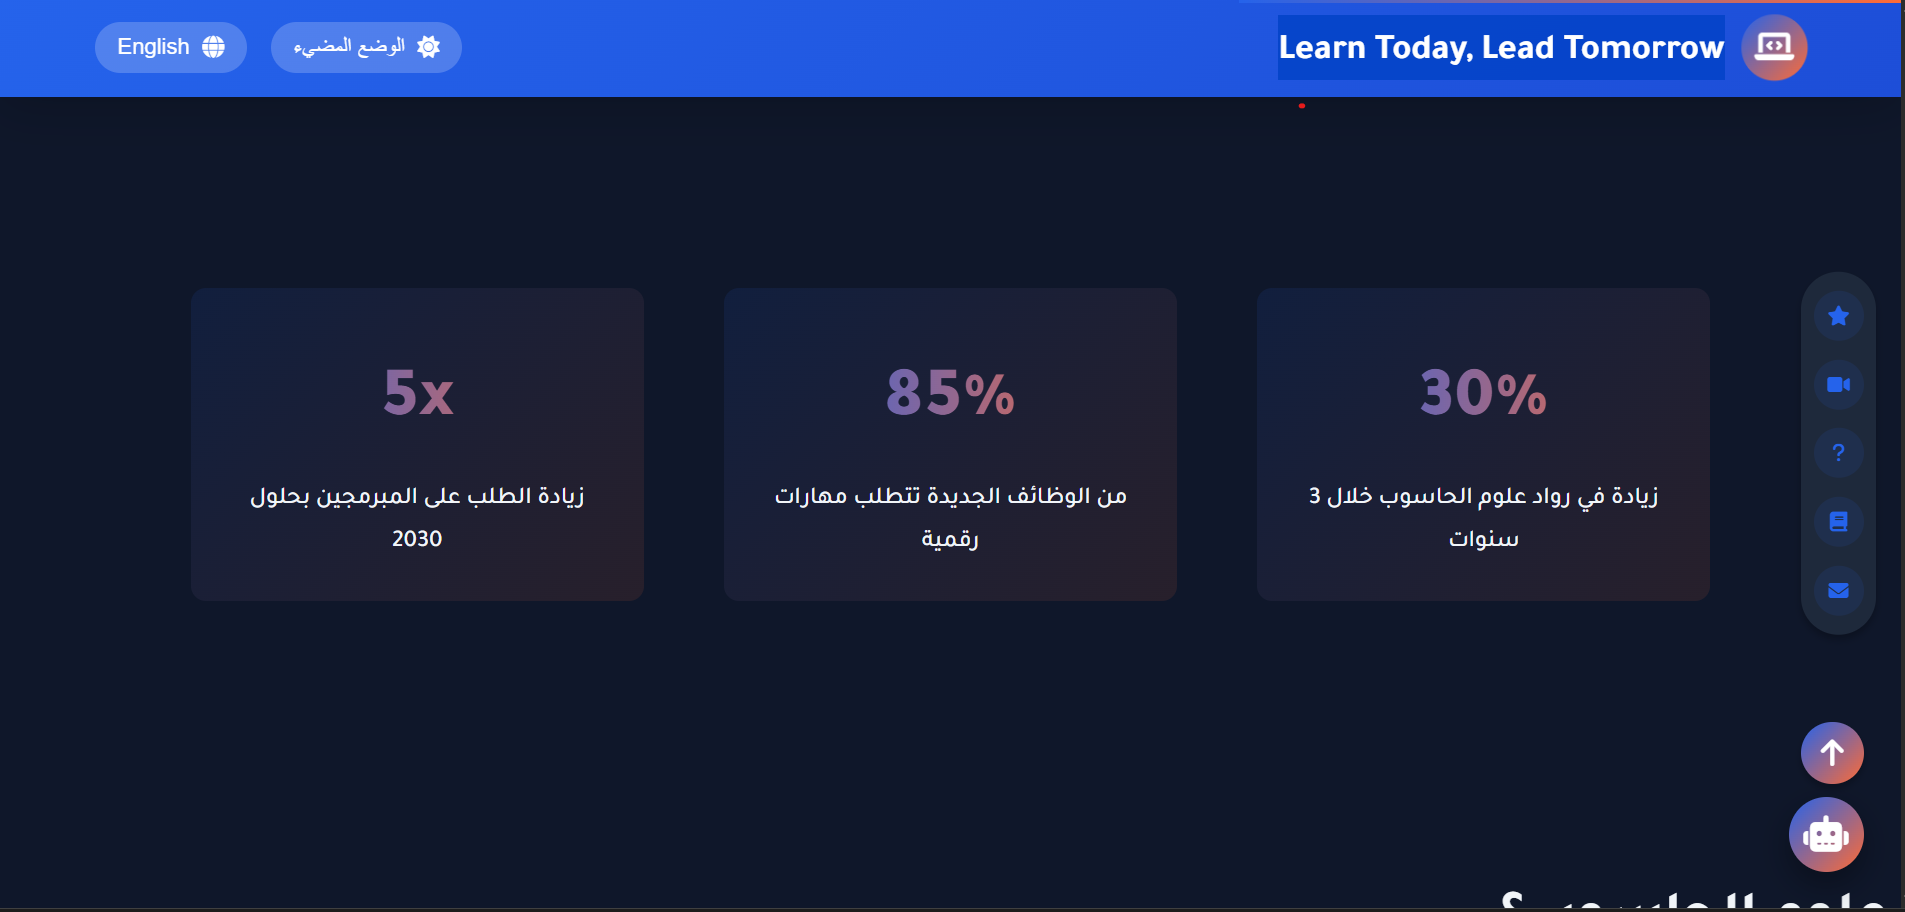 Learn Today, Lead Tomorrow
الوضع المضيء
English
30%
زيادة في رواد علوم الحاسوب خلال 3
سنوات
85%
من الوظائف الجديدة تتطلب مهارات
رقمية
5x
زيادة الطلب على المبرمجين بحلول
2030